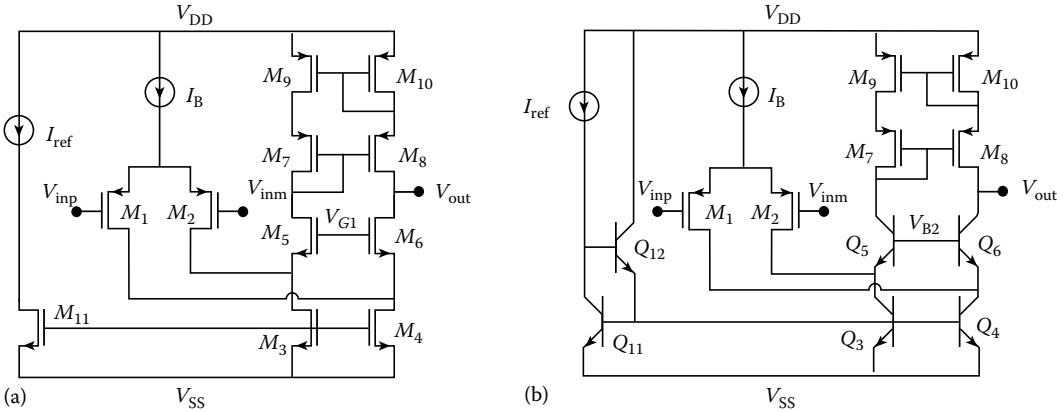 V_DD
M_9
M_10
I_B
I_ref
M_7
M_8
V_inp
V_inm
V_out
M_1
M_2
V_G1
M_5
M_6
M_11
M_3
M_4
(a)
V_SS
V_DD
M_9
M_10
I_ref
I_B
M_7
M_8
V_inp
V_inm
V_out
M_1
M_2
V_B2
Q_12
Q_5
Q_6
Q_11
Q_3
Q_4
(b)
V_SS